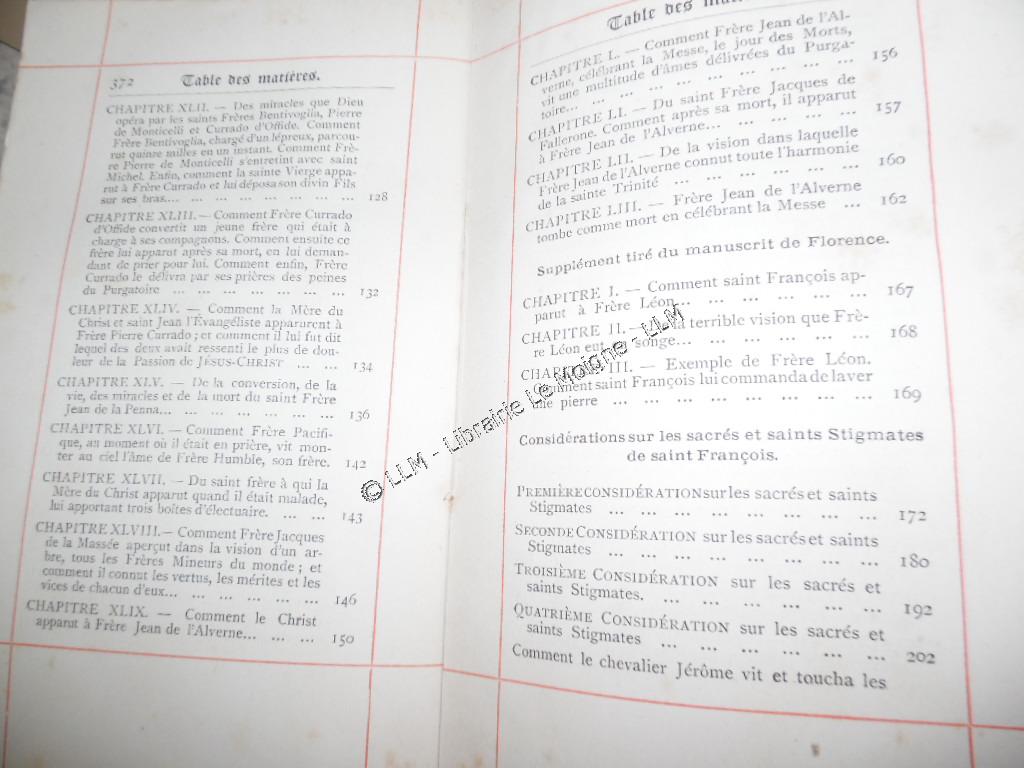 372 Table des matières.
CHAPITRE XLII. — Des miracles que Dieu
opéra par les saints Frères Bentivoglia, Pierre
de Monticelli et Currado d'Offide. Comment
Frère Bentivoglia, chargé d'un lépreux, parcou-
rut quinze milles en un instant. Comment Frè-
re Pierre de Monticelli s'entretint avec saint
Michel. Enfin, comment la sainte Vierge appa-
rut à Frère Currado et lui déposa son divin Fils
sur ses bras.... ... ... ... ... ... ... ... ... 128
CHAPITRE XLIII. — Comment Frère Currado
d'Offide convertit un jeune frère qui était à
charge à ses compagnons. Comment ensuite ce
frère lui apparut après sa mort, en lui deman-
dant de prier pour lui. Comment enfin, Frère
Currado le délivra par ses prières des peines
du Purgatoire ... ... ... ... ... ... ... 132
CHAPITRE XLIV. — Comment la Mère du
Christ et saint Jean l'Évangéliste apparurent à
Frère Pierre Currado ; et comment il lui fut dit
lequel des deux avait ressenti le plus de dou-
leur de la Passion de JÉSUS-CHRIST ... ... 134
CHAPITRE XLV. — De la conversion, de la
vie, des miracles et de la mort du saint Frère
Jean de la Penna... ... ... ... ... ... ... 136
CHAPITRE XLVI. — Comment Frère Pacifi-
que, au moment où il était en prière, vit mon-
ter au ciel l'âme de Frère Humble, son frère. 142
CHAPITRE XLVII. — Du saint frère à qui la
Mère du Christ apparut quand il était malade,
lui apportant trois boîtes d'électuaire. ... ... 143
CHAPITRE XLVIII. — Comment Frère Jacques
de la Massée aperçut dans la vision d'un ar-
bre, tous les Frères Mineurs du monde ; et
comment il connut les vertus, les mérites et les
vices de chacun d'eux... ... ... ... ... ... 146
CHAPITRE XLIX. — Comment le Christ
apparut à Frère Jean de l'Alverne... ... ... 150
Table des
CHAPITRE L. — Comment Frère Jean de l'Al-
verne, célébrant la Messe, le jour des Morts,
vit une multitude d'âmes délivrées du Purga-
toire... ... ... ... ... ... ... ... ... 156
CHAPITRE LI. — Du saint Frère Jacques de
Fallerone. Comment après sa mort, il apparut
à Frère Jean de l'Alverne... ... ... ... ... 157
CHAPITRE LII. — De la vision dans laquelle
Frère Jean de l'Alverne connut toute l'harmonie
de la sainte Trinité ... ... ... ... ... ... 160
CHAPITRE LIII. — Frère Jean de l'Alverne
tombe comme mort en célébrant la Messe ... 162
Supplément tiré du manuscrit de Florence.
CHAPITRE I. — Comment saint François ap-
parut à Frère Léon... ... ... ... ... ... 167
CHAPITRE II. — la terrible vision que Frè-
re Léon eut songe... ... ... ... ... ... 168
CHAPITRE III. — Exemple de Frère Léon.
Comment saint François lui commanda de laver
une pierre ... ... ... ... ... ... ... ... 169
Considérations sur les sacrés et saints Stigmates
de saint François.
PREMIÈRE CONSIDÉRATION sur les sacrés et saints
Stigmates ... ... ... ... ... ... ... 172
SECONDE CONSIDÉRATION sur les sacrés et saints
Stigmates ... ... ... ... ... ... ... 180
TROISIÈME CONSIDÉRATION sur les sacrés et
saints Stigmates. ... ... ... ... ... ... 192
QUATRIÈME CONSIDÉRATION sur les sacrés et
saints Stigmates ... ... ... ... ... ... 202
Comment le chevalier Jérôme vit et toucha les
© LLM - Librairie Le Moigne - LLM